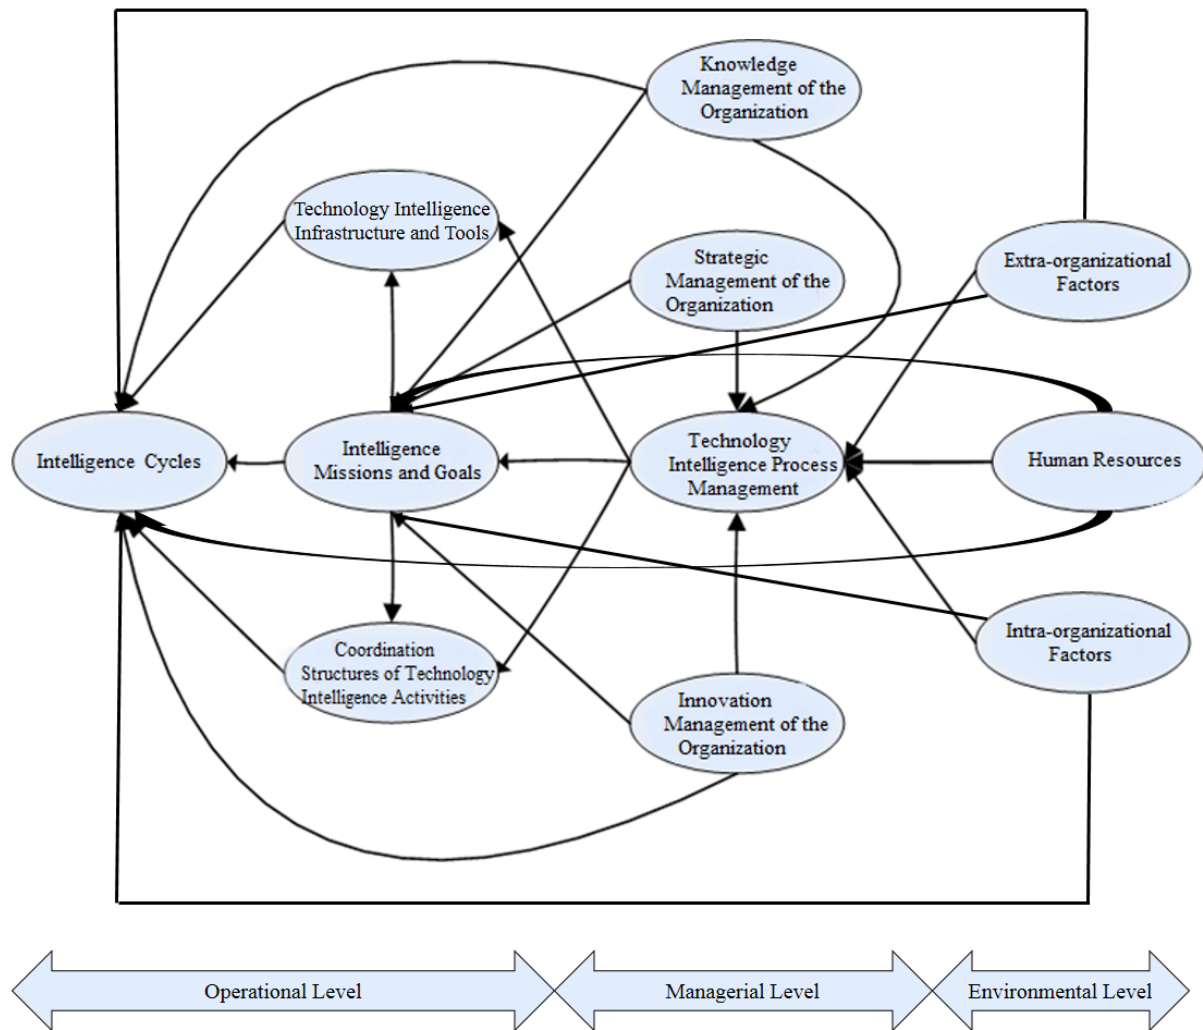 Knowledge
Management of the
Organization
Technology Intelligence
Infrastructure and Tools
Strategic
Management of the
Organization
Extra-organizational
Factors
Intelligence Cycles
Intelligence
Missions and Goals
Technology
Intelligence Process
Management
Human Resources
Coordination
Structures of Technology
Intelligence Activities
Innovation
Management of the
Organization
Intra-organizational
Factors
Operational Level
Managerial Level
Environmental Level